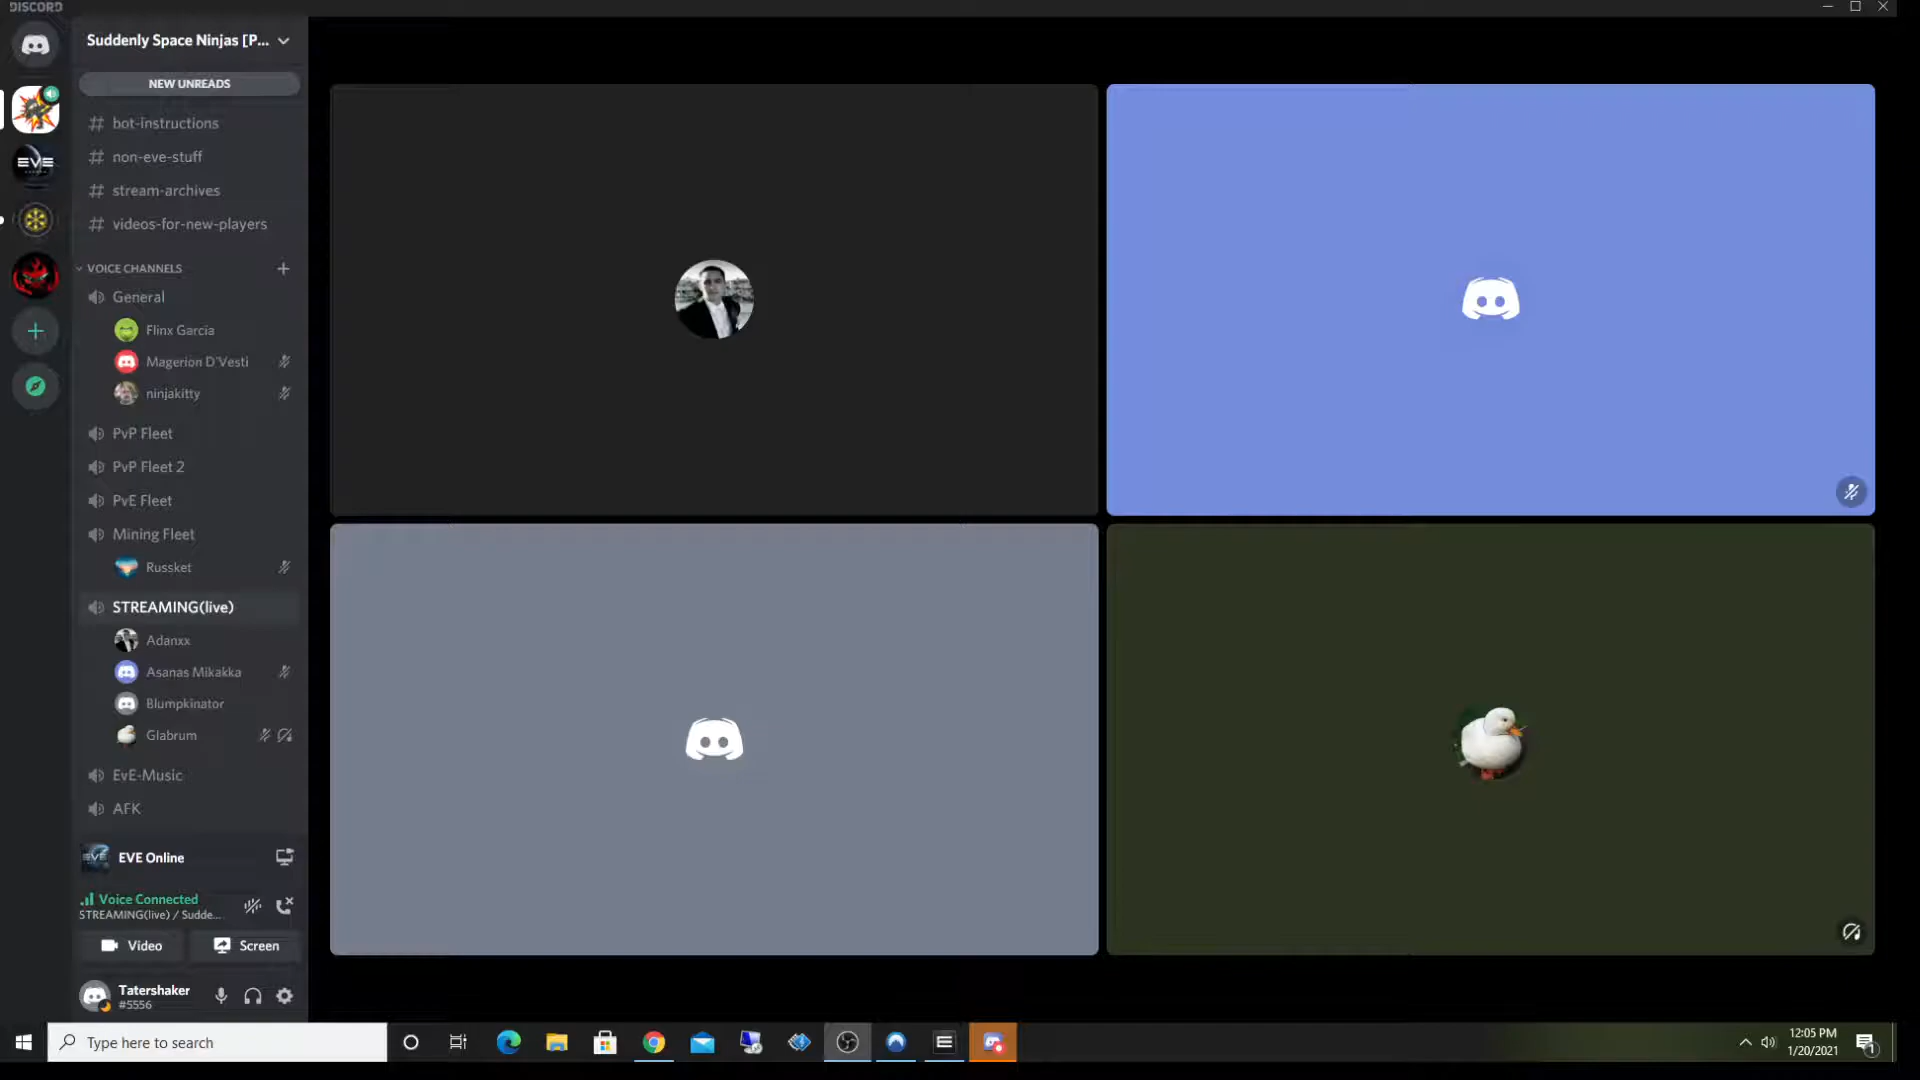 DISCORD
Suddenly Space Ninjas [P...
NEW UNREADS
# bot-instructions
# non-eve-stuff
# stream-archives
# videos-for-new-players
EVE
VOICE CHANNELS
General
Flinx Garcia
Magerion D'Vesti
ninjakitty
PvP Fleet
PvP Fleet 2
PvE Fleet
Mining Fleet
Russket
STREAMING(live)
Adanxx
Asanas Mikakka
Blumpkinator
Glabrum
EvE-Music
AFK
EVE
EVE Online
Voice Connected
STREAMING(live) / Sudde...
Video
Screen
Tatershaker
#5556
Type here to search
12:05 PM
1/20/2021
1